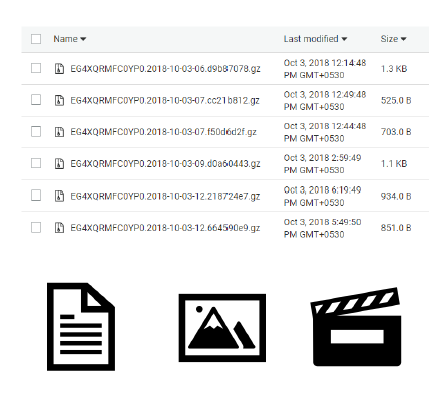 Name Last modified Size
EG4XQRMFC0YP0.2018-10-03-06.d9b87078.gz Oct 3, 2018 12:14:48 PM GMT+0530 1.3 KB
EG4XQRMFC0YP0.2018-10-03-07.cc21b812.gz Oct 3, 2018 12:49:48 PM GMT+0530 525.0 B
EG4XQRMFC0YP0.2018-10-03-07.f50d6d2f.gz Oct 3, 2018 12:44:48 PM GMT+0530 703.0 B
EG4XQRMFC0YP0.2018-10-03-09.d0a60443.gz Oct 3, 2018 2:59:49 PM GMT+0530 1.1 KB
EG4XQRMFC0YP0.2018-10-03-12.218724e7.gz Oct 3, 2018 6:19:49 PM GMT+0530 934.0 B
EG4XQRMFC0YP0.2018-10-03-12.664590e9.gz Oct 3, 2018 5:49:50 PM GMT+0530 851.0 B